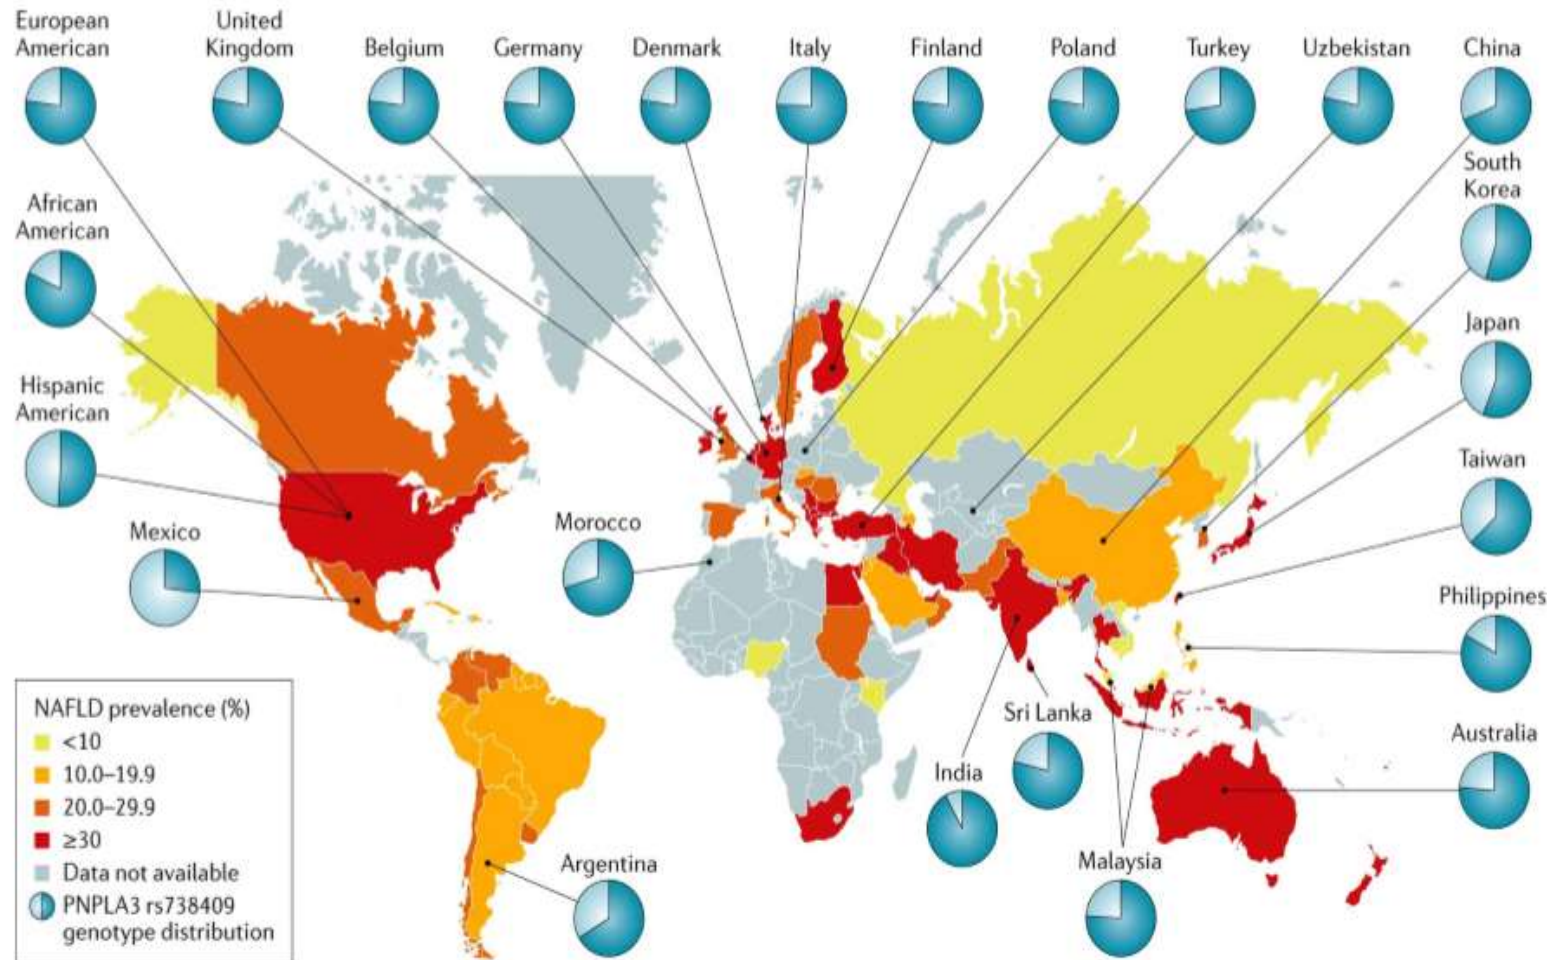 European
American
United
Kingdom
Belgium
Germany
Denmark
Italy
Finland
Poland
Turkey
Uzbekistan
China
South
Korea
African
American
Japan
Hispanic
American
Taiwan
Mexico
Morocco
Philippines
Sri Lanka
Australia
India
Malaysia
Argentina
NAFLD prevalence (%)
<10
10.0–19.9
20.0–29.9
≥30
Data not available
PNPLA3 rs738409
genotype distribution